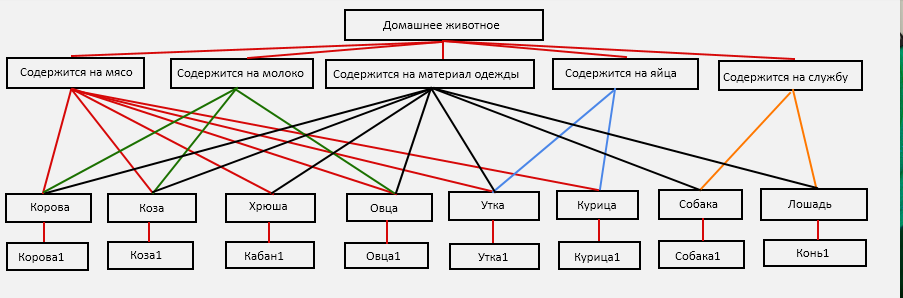 Домашнее животное
Содержится на мясо
Содержится на молоко
Содержится на материал одежды
Содержится на яйца
Содержится на службу
Корова
Коза
Хрюша
Овца
Утка
Курица
Собака
Лошадь
Корова1
Коза1
Кабан1
Овца1
Утка1
Курица1
Собака1
Конь1